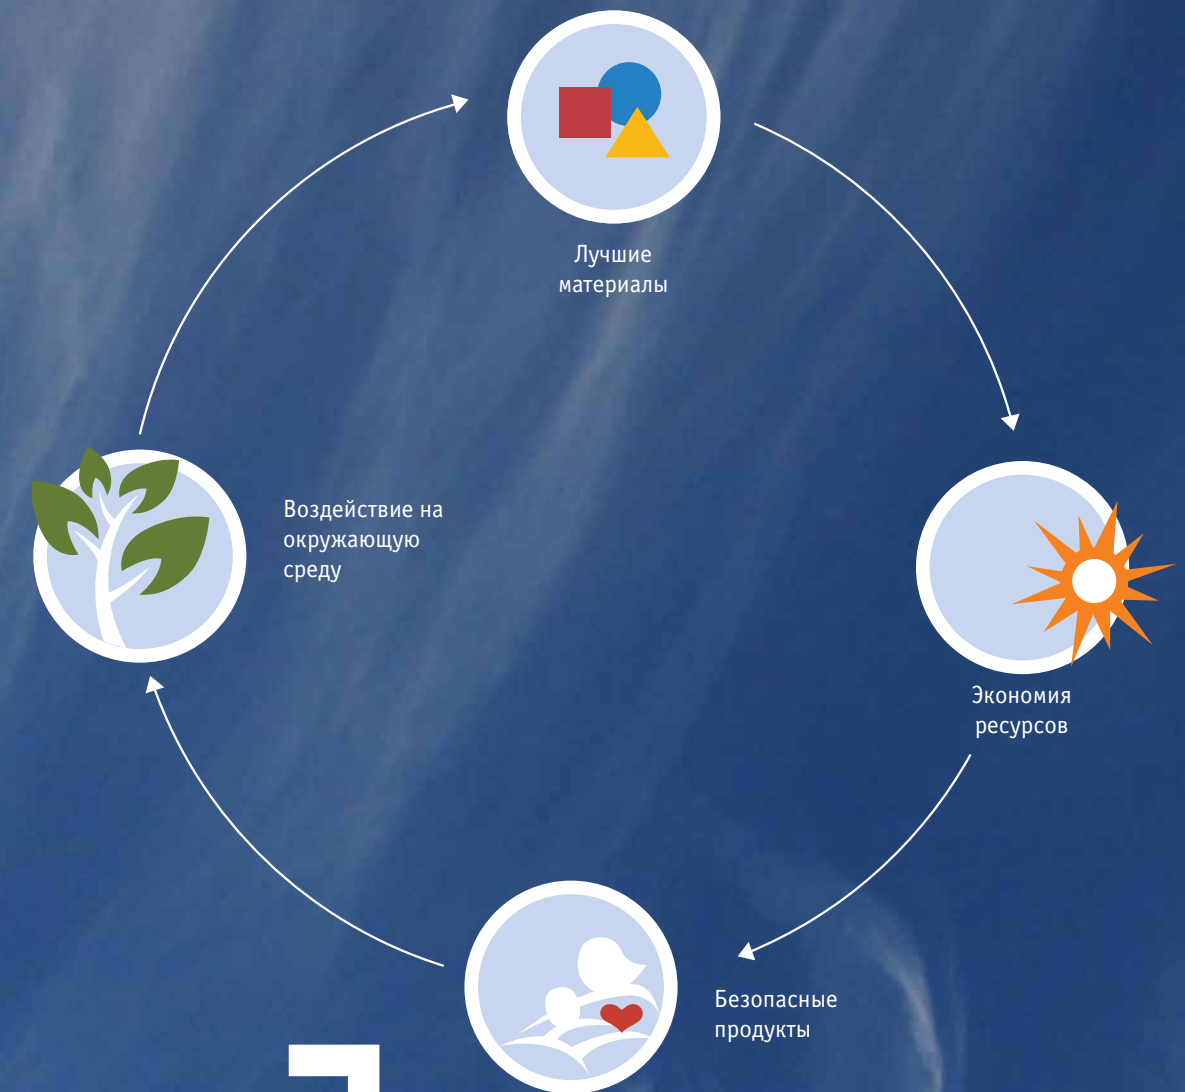 Лучшие
материалы
Воздействие на
окружающую
среду
Экономия
ресурсов
Безопасные
продукты